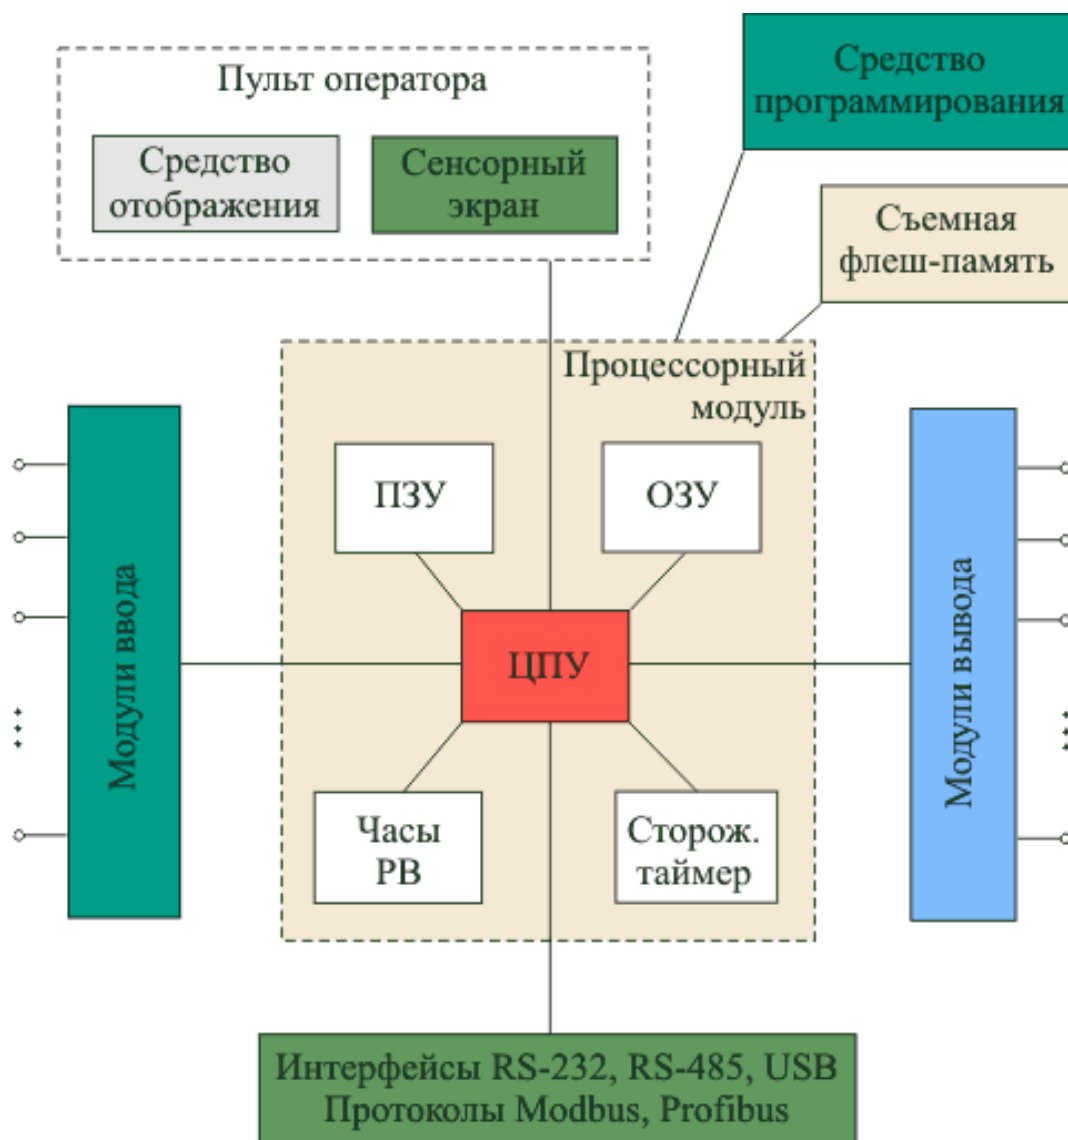 Пульт оператора
Средство
отображения
Сенсорный
экран
Средство
программирования
Съемная
флеш-память
Процессорный
модуль
ПЗУ
ОЗУ
ЦПУ
Часы
РВ
Сторож.
таймер
Модули ввода
Модули вывода
Интерфейсы RS-232, RS-485, USB
Протоколы Modbus, Profibus